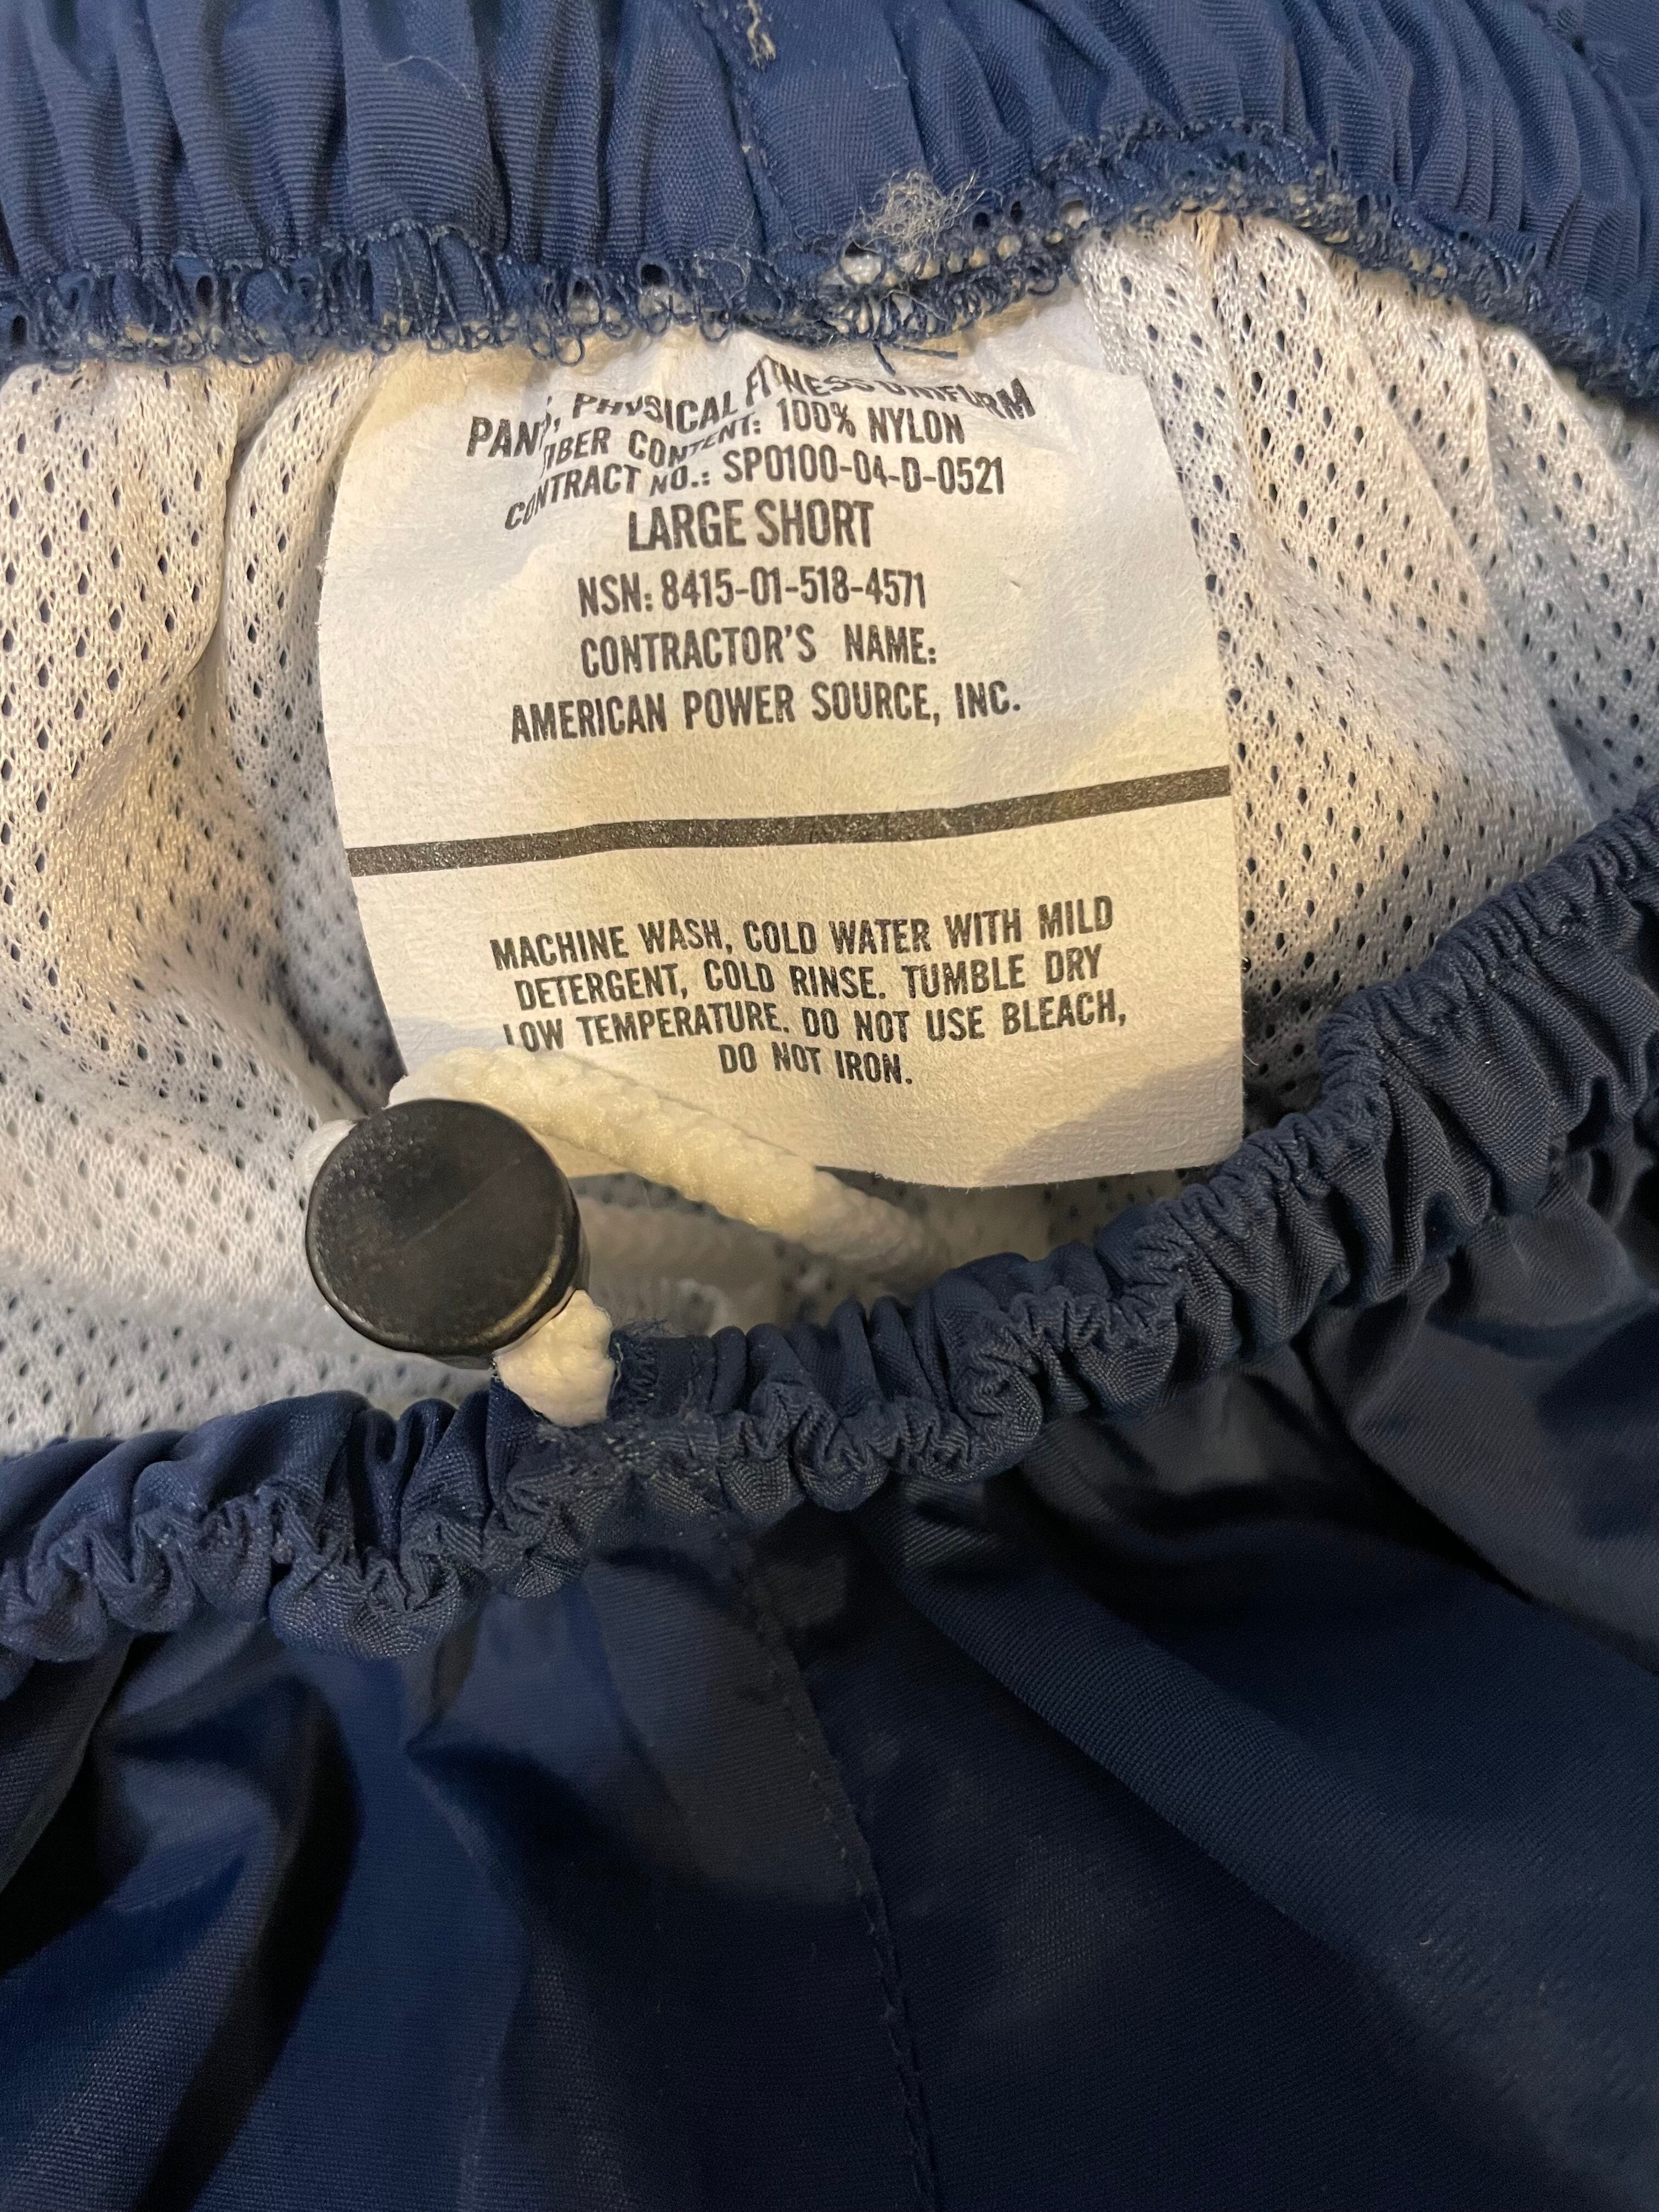 PANTS, PHYSICAL FITNESS UNIFORM
FIBER CONTENT: 100% NYLON
CONTRACT NO.: SPO100-04-D-0521
LARGE SHORT
NSN: 8415-01-518-4571
CONTRACTOR'S NAME:
AMERICAN POWER SOURCE, INC.
MACHINE WASH, COLD WATER WITH MILD
DETERGENT, COLD RINSE. TUMBLE DRY
LOW TEMPERATURE. DO NOT USE BLEACH,
DO NOT IRON.